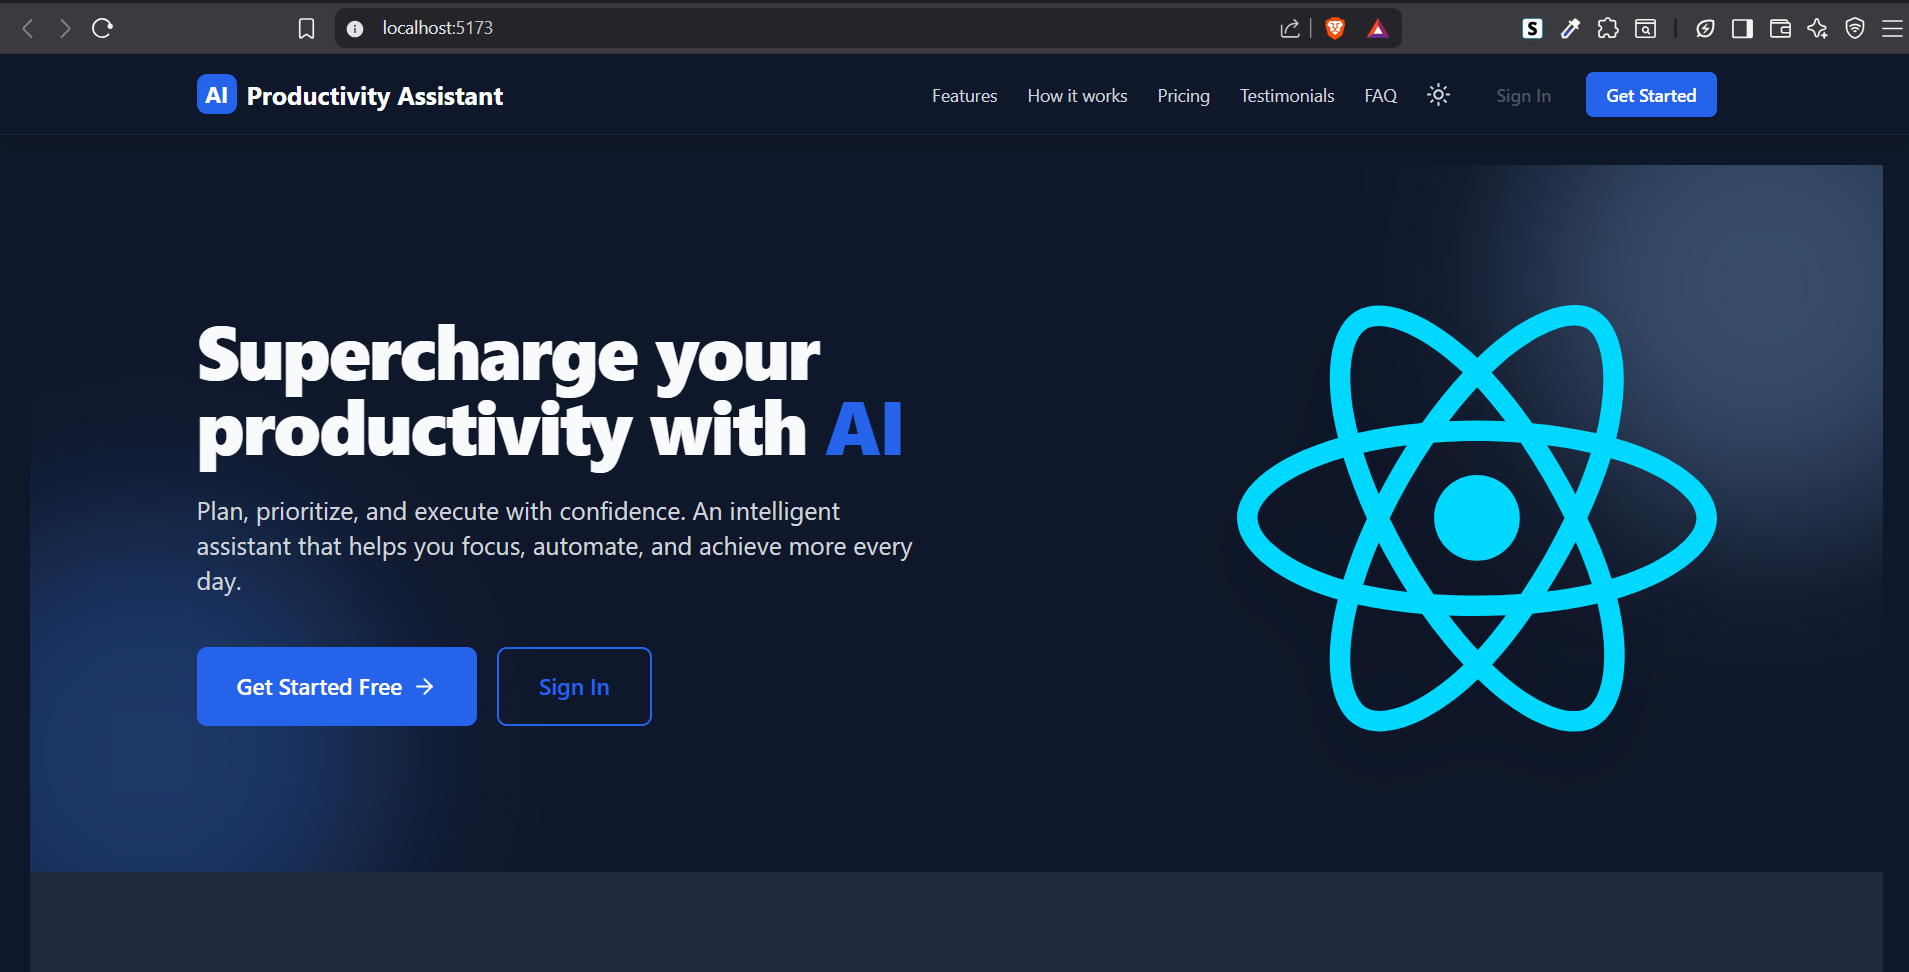 localhost:5173
S
AI Productivity Assistant
Features How it works Pricing Testimonials FAQ Sign In Get Started
Supercharge your
productivity with AI
Plan, prioritize, and execute with confidence. An intelligent
assistant that helps you focus, automate, and achieve more every
day.
Get Started Free → Sign In